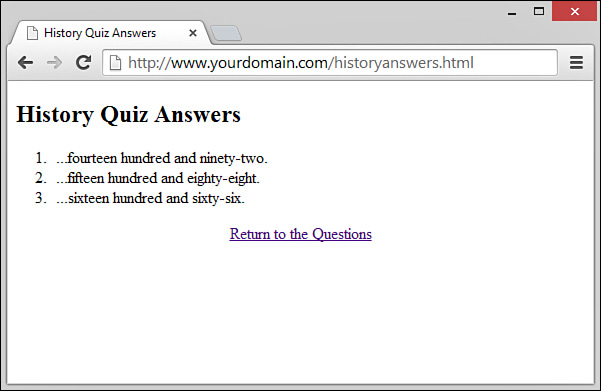 History Quiz Answers
http://www.yourdomain.com/historyanswers.html
History Quiz Answers
1. ...fourteen hundred and ninety-two.
2. ...fifteen hundred and eighty-eight.
3. ...sixteen hundred and sixty-six.
Return to the Questions